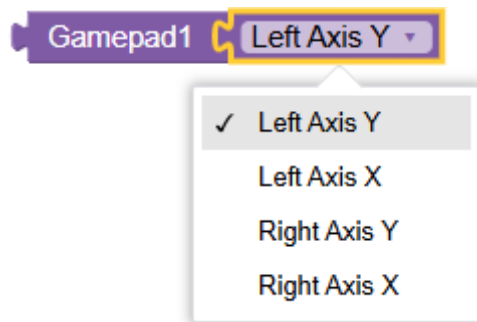 Gamepad1 Left Axis Y
✓ Left Axis Y
Left Axis X
Right Axis Y
Right Axis X